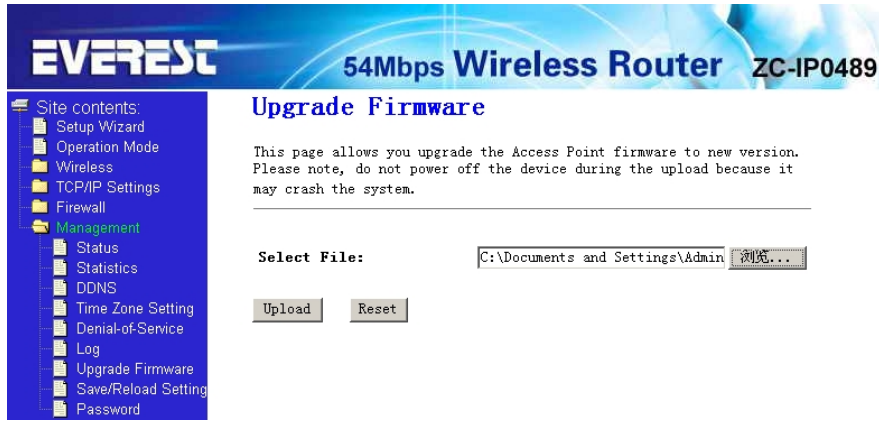 EVEREST
54Mbps Wireless Router ZC-IP0489
Site contents:
Setup Wizard
Operation Mode
Wireless
TCP/IP Settings
Firewall
Management
Status
Statistics
DDNS
Time Zone Setting
Denial-of-Service
Log
Upgrade Firmware
Save/Reload Setting
Password
Upgrade Firmware
This page allows you upgrade the Access Point firmware to new version.
Please note, do not power off the device during the upload because it
may crash the system.
Select File: C:\Documents and Settings\Admin 浏览...
Upload Reset